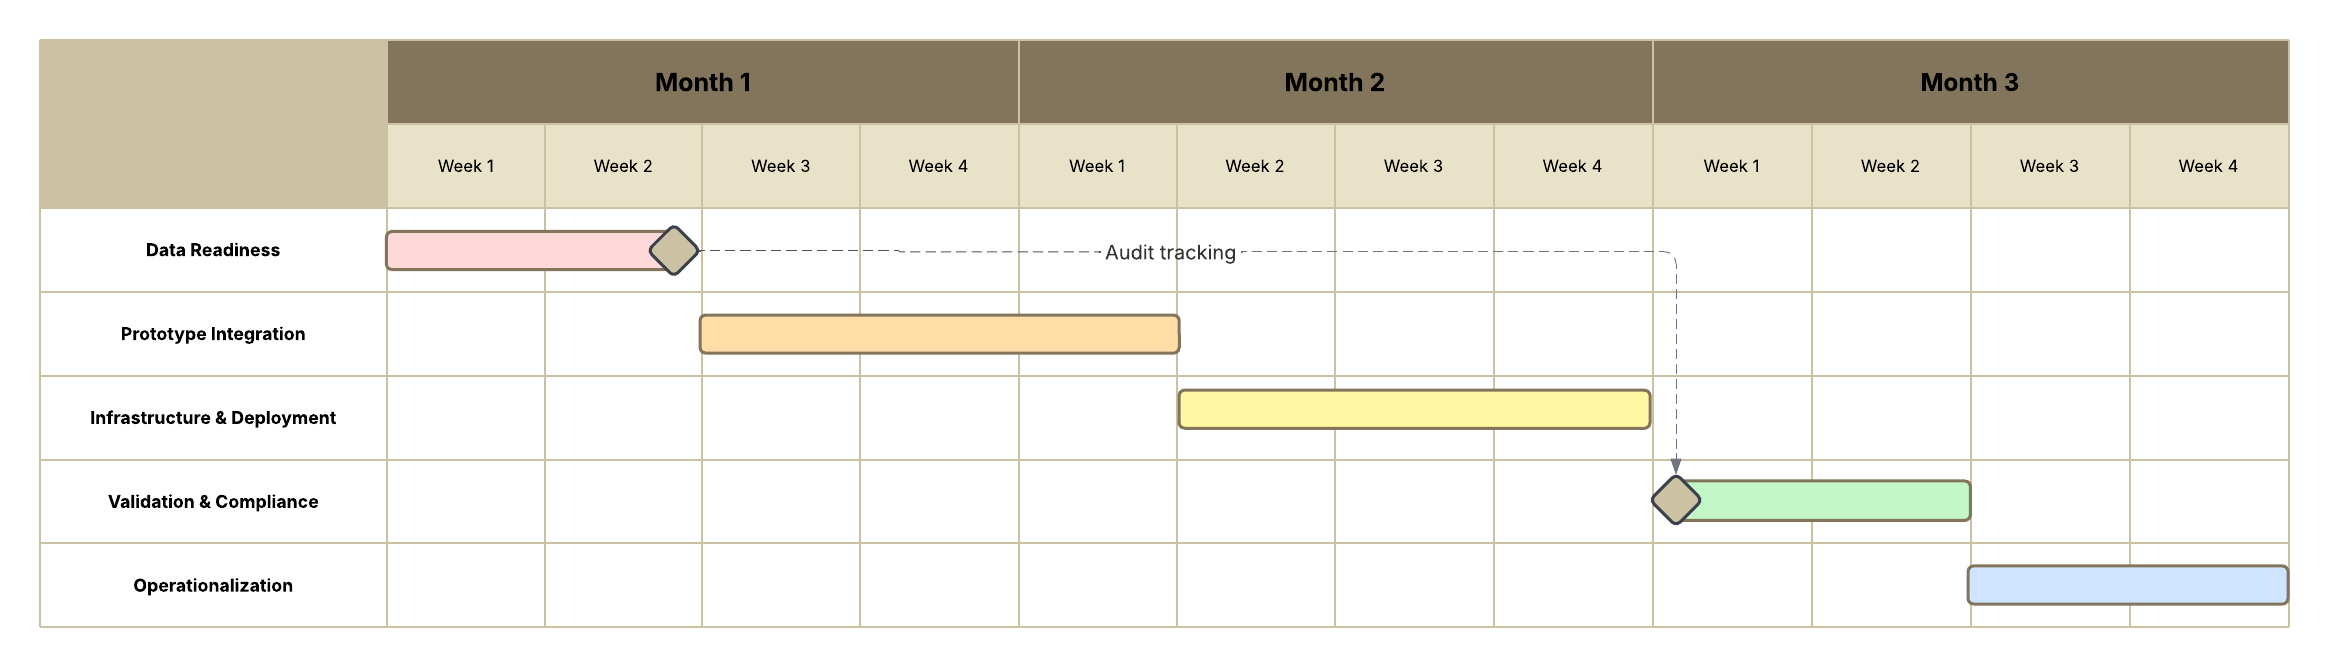 Month 1
Month 2
Month 3
Week 1
Week 2
Week 3
Week 4
Week 1
Week 2
Week 3
Week 4
Week 1
Week 2
Week 3
Week 4
Data Readiness
Audit tracking
Prototype Integration
Infrastructure & Deployment
Validation & Compliance
Operationalization